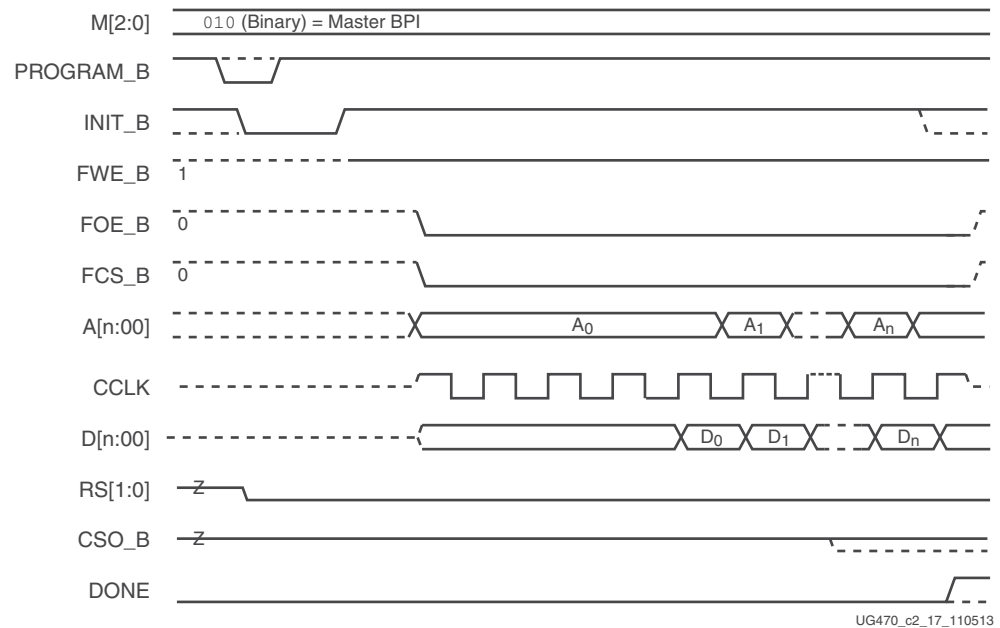 M[2:0] 010 (Binary) = Master BPI
PROGRAM_B
INIT_B
FWE_B 1
FOE_B 0
FCS_B 0
A[n:00] A0 A1 An
CCLK
D[n:00] D0 D1 Dn
RS[1:0] Z
CSO_B Z
DONE
UG470_c2_17_110513